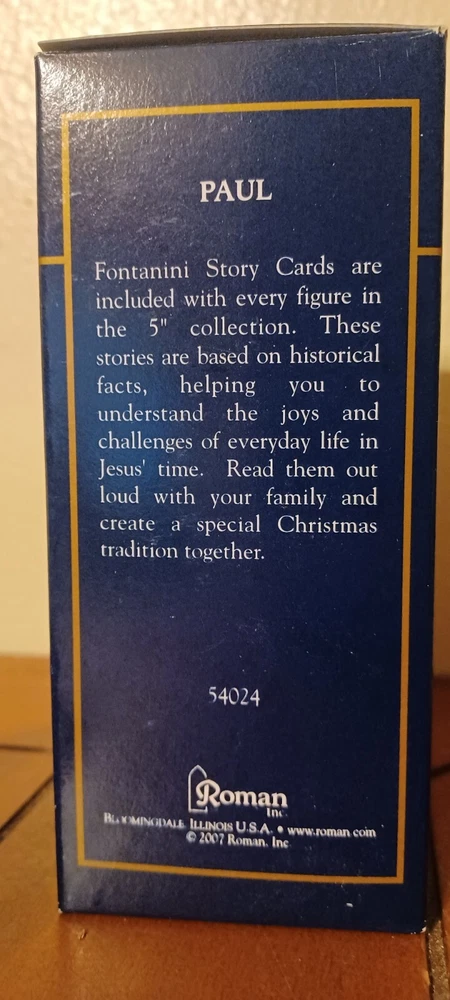 PAUL
Fontanini Story Cards are
included with every figure in
the 5" collection. These
stories are based on historical
facts, helping you to
understand the joys and
challenges of everyday life in
Jesus' time. Read them out
loud with your family and
create a special Christmas
tradition together.
54024
Roman
Inc
BLOOMINGDALE ILLINOIS U.S.A. • www.roman.com
© 2007 Roman, Inc